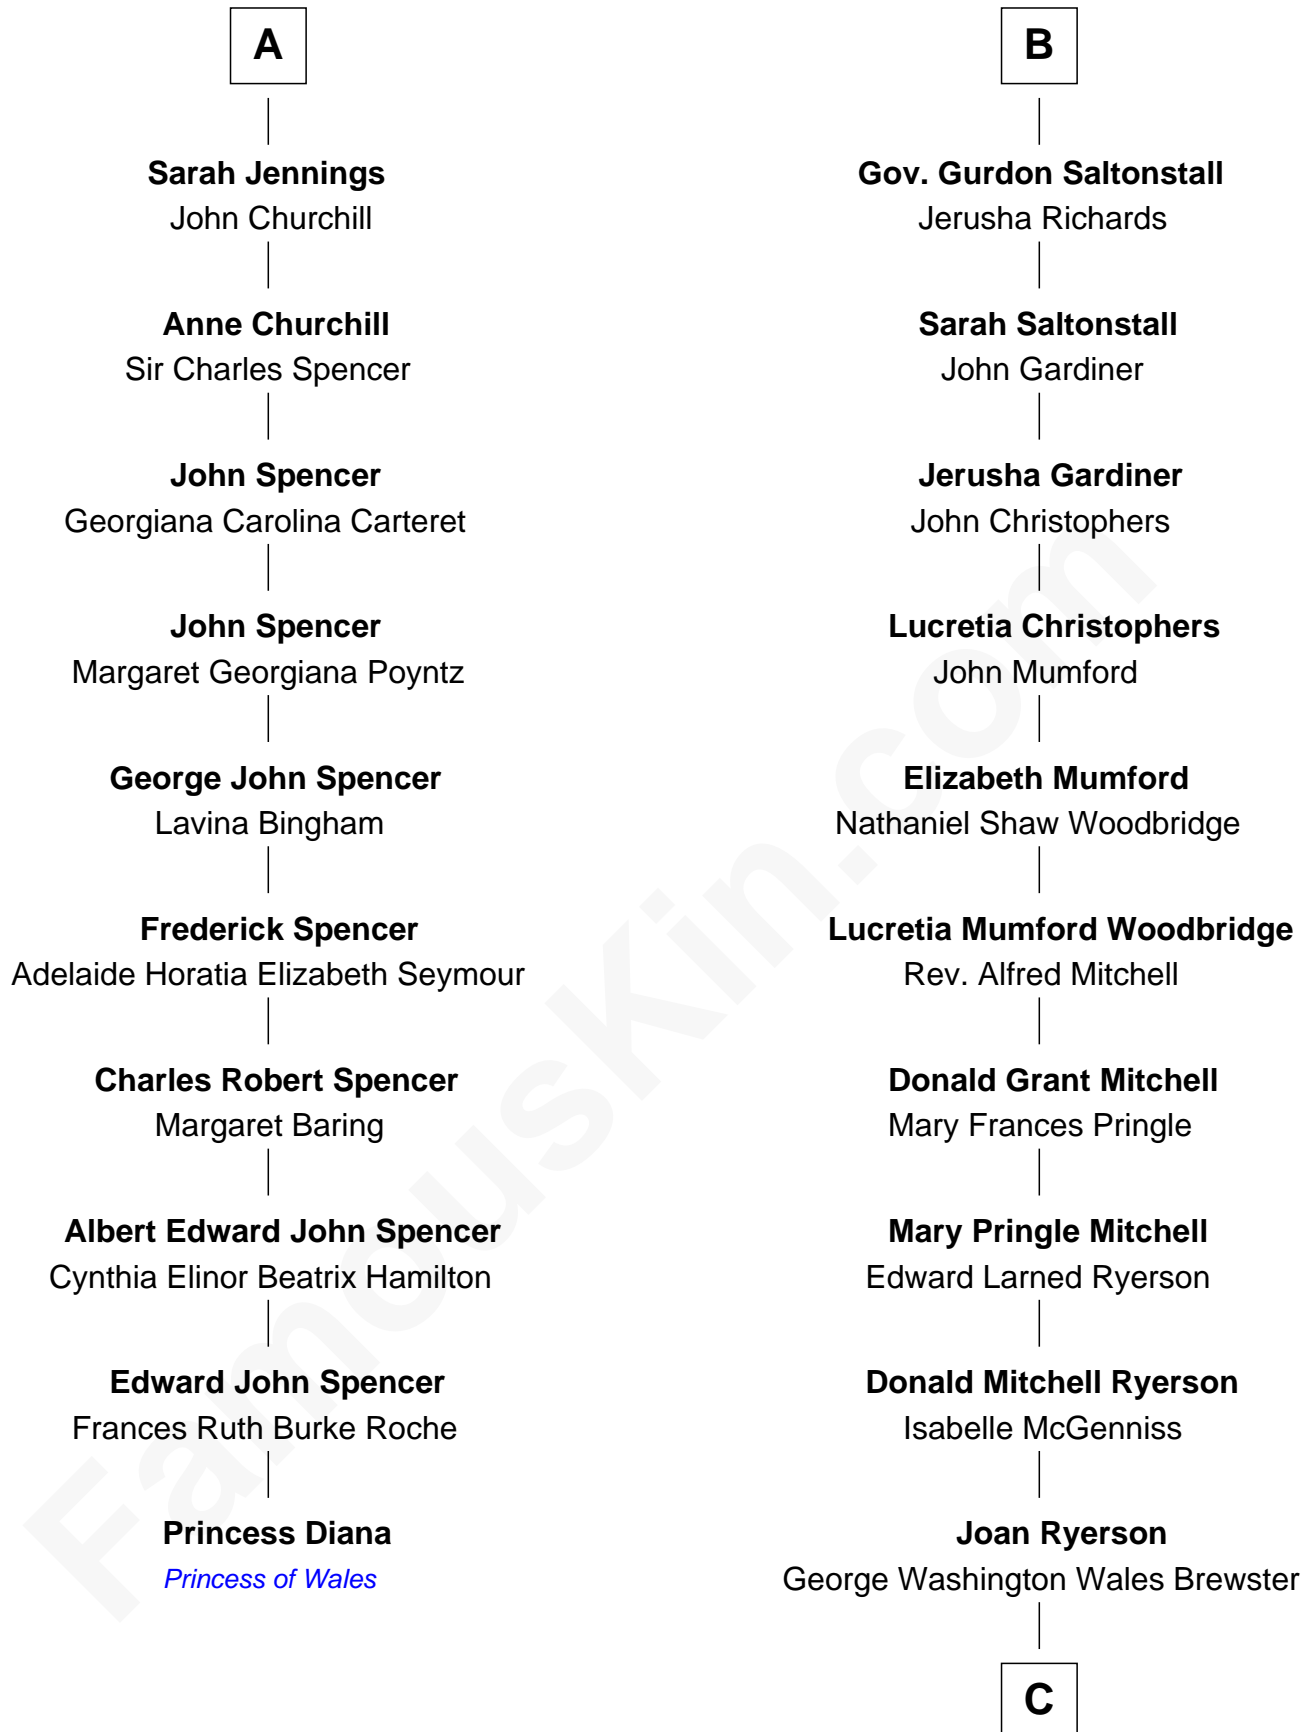 A
Sarah Jennings
John Churchill
Anne Churchill
Sir Charles Spencer
John Spencer
Georgiana Carolina Carteret
John Spencer
Margaret Georgiana Poyntz
George John Spencer
Lavina Bingham
Frederick Spencer
Adelaide Horatia Elizabeth Seymour
Charles Robert Spencer
Margaret Baring
Albert Edward John Spencer
Cynthia Elinor Beatrix Hamilton
Edward John Spencer
Frances Ruth Burke Roche
Princess Diana
Princess of Wales
B
Gov. Gurdon Saltonstall
Jerusha Richards
Sarah Saltonstall
John Gardiner
Jerusha Gardiner
John Christophers
Lucretia Christophers
John Mumford
Elizabeth Mumford
Nathaniel Shaw Woodbridge
Lucretia Mumford Woodbridge
Rev. Alfred Mitchell
Donald Grant Mitchell
Mary Frances Pringle
Mary Pringle Mitchell
Edward Larned Ryerson
Donald Mitchell Ryerson
Isabelle McGenniss
Joan Ryerson
George Washington Wales Brewster
C
FamousKin.com